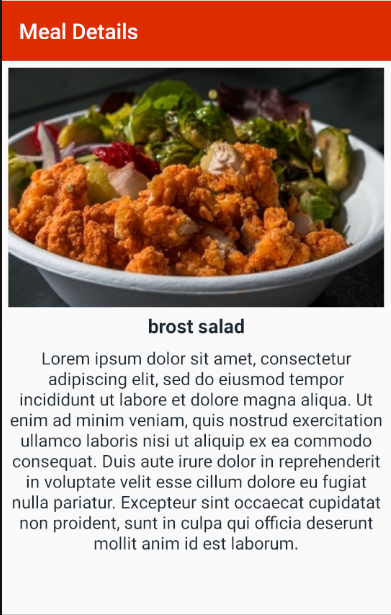 Meal Details
brost salad
Lorem ipsum dolor sit amet, consectetur
adipiscing elit, sed do eiusmod tempor
incididunt ut labore et dolore magna aliqua. Ut
enim ad minim veniam, quis nostrud exercitation
ullamco laboris nisi ut aliquip ex ea commodo
consequat. Duis aute irure dolor in reprehenderit
in voluptate velit esse cillum dolore eu fugiat
nulla pariatur. Excepteur sint occaecat cupidatat
non proident, sunt in culpa qui officia deserunt
mollit anim id est laborum.